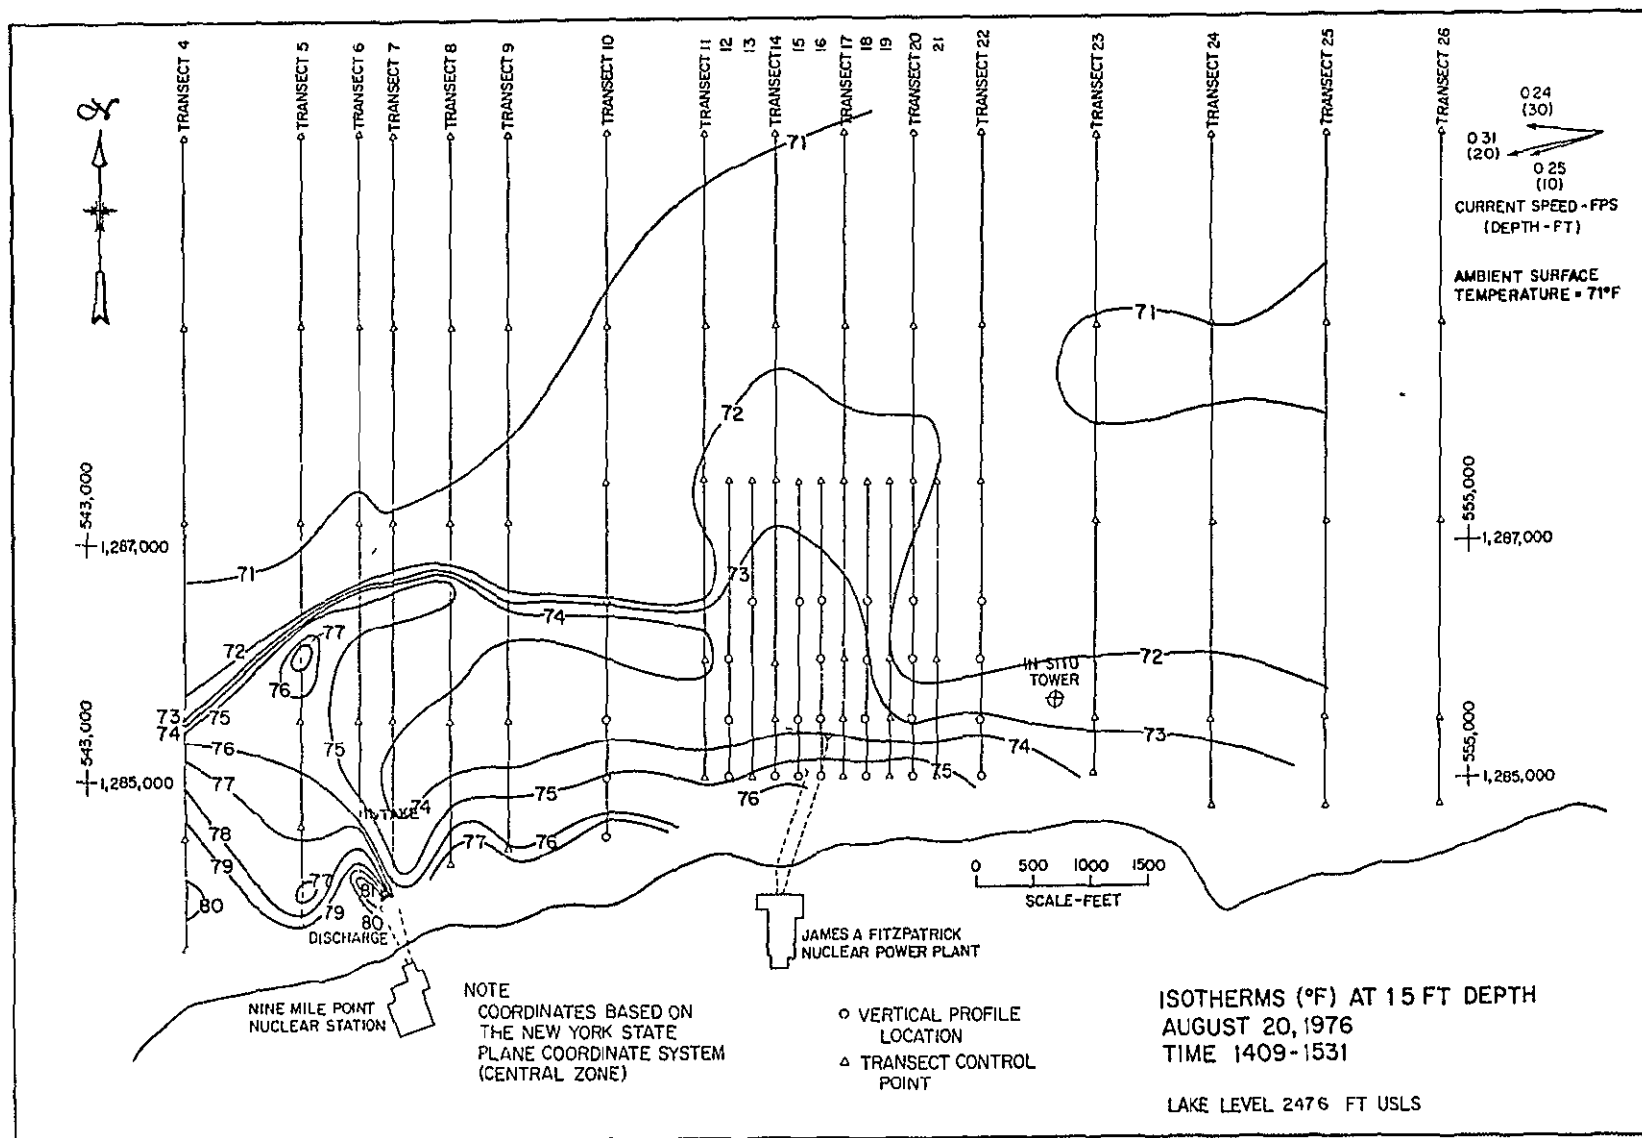 TRANSECT 4
TRANSECT 5
TRANSECT 6
TRANSECT 7
TRANSECT 8
TRANSECT 9
TRANSECT 10
TRANSECT 11
12
13
TRANSECT 14
15
16
TRANSECT 17
18
19
TRANSECT 20
21
TRANSECT 22
TRANSECT 23
TRANSECT 24
TRANSECT 25
TRANSECT 26
0 24
(30)
0 31
(20)
0 25
(10)
CURRENT SPEED - FPS
(DEPTH - FT)
AMBIENT SURFACE
TEMPERATURE = 71°F
71
71
72
543,000
1,287,000
555,000
1,287,000
71
73
74
72
77
76
72
IN SITU
TOWER
73
74
75
76
75
73
74
543,000
1,285,000
77
75
74
75
76
75
555,000
1,285,000
INTAKE
78
79
77
76
77
81
80
79
80
DISCHARGE
0 500 1000 1500
SCALE-FEET
JAMES A FITZPATRICK
NUCLEAR POWER PLANT
NINE MILE POINT
NUCLEAR STATION
NOTE
COORDINATES BASED ON
THE NEW YORK STATE
PLANE COORDINATE SYSTEM
(CENTRAL ZONE)
VERTICAL PROFILE
LOCATION
TRANSECT CONTROL
POINT
ISOTHERMS (°F) AT 15 FT DEPTH
AUGUST 20, 1976
TIME 1409-1531
LAKE LEVEL 2476 FT USLS